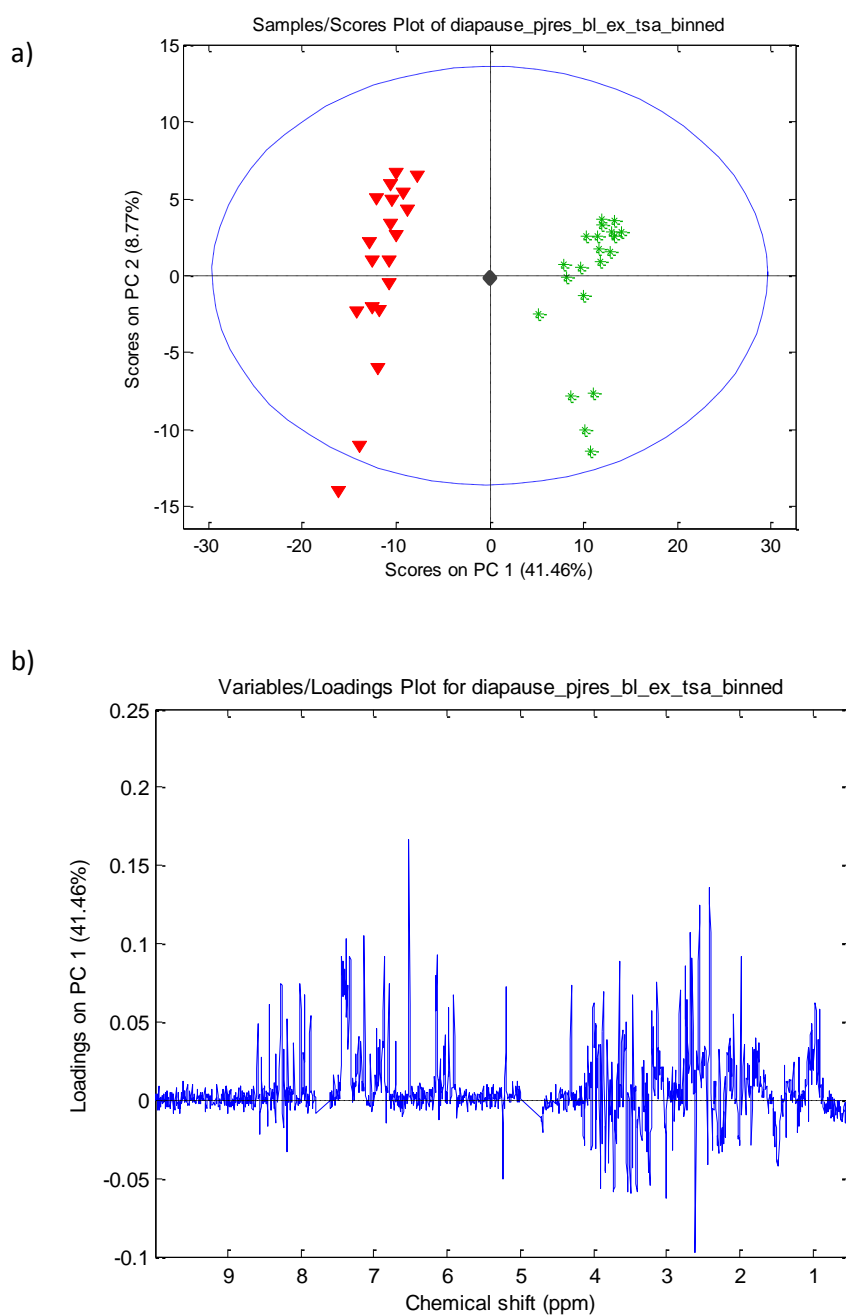 a)
Samples/Scores Plot of diapause_pjres_bl_ex_tsa_binned
15
10
5
0
-5
-10
-15
Scores on PC 2 (8.77%)
-30 -20 -10 0 10 20 30
Scores on PC 1 (41.46%)
b)
Variables/Loadings Plot for diapause_pjres_bl_ex_tsa_binned
0.25
0.2
0.15
0.1
0.05
0
-0.05
-0.1
Loadings on PC 1 (41.46%)
9 8 7 6 5 4 3 2 1
Chemical shift (ppm)